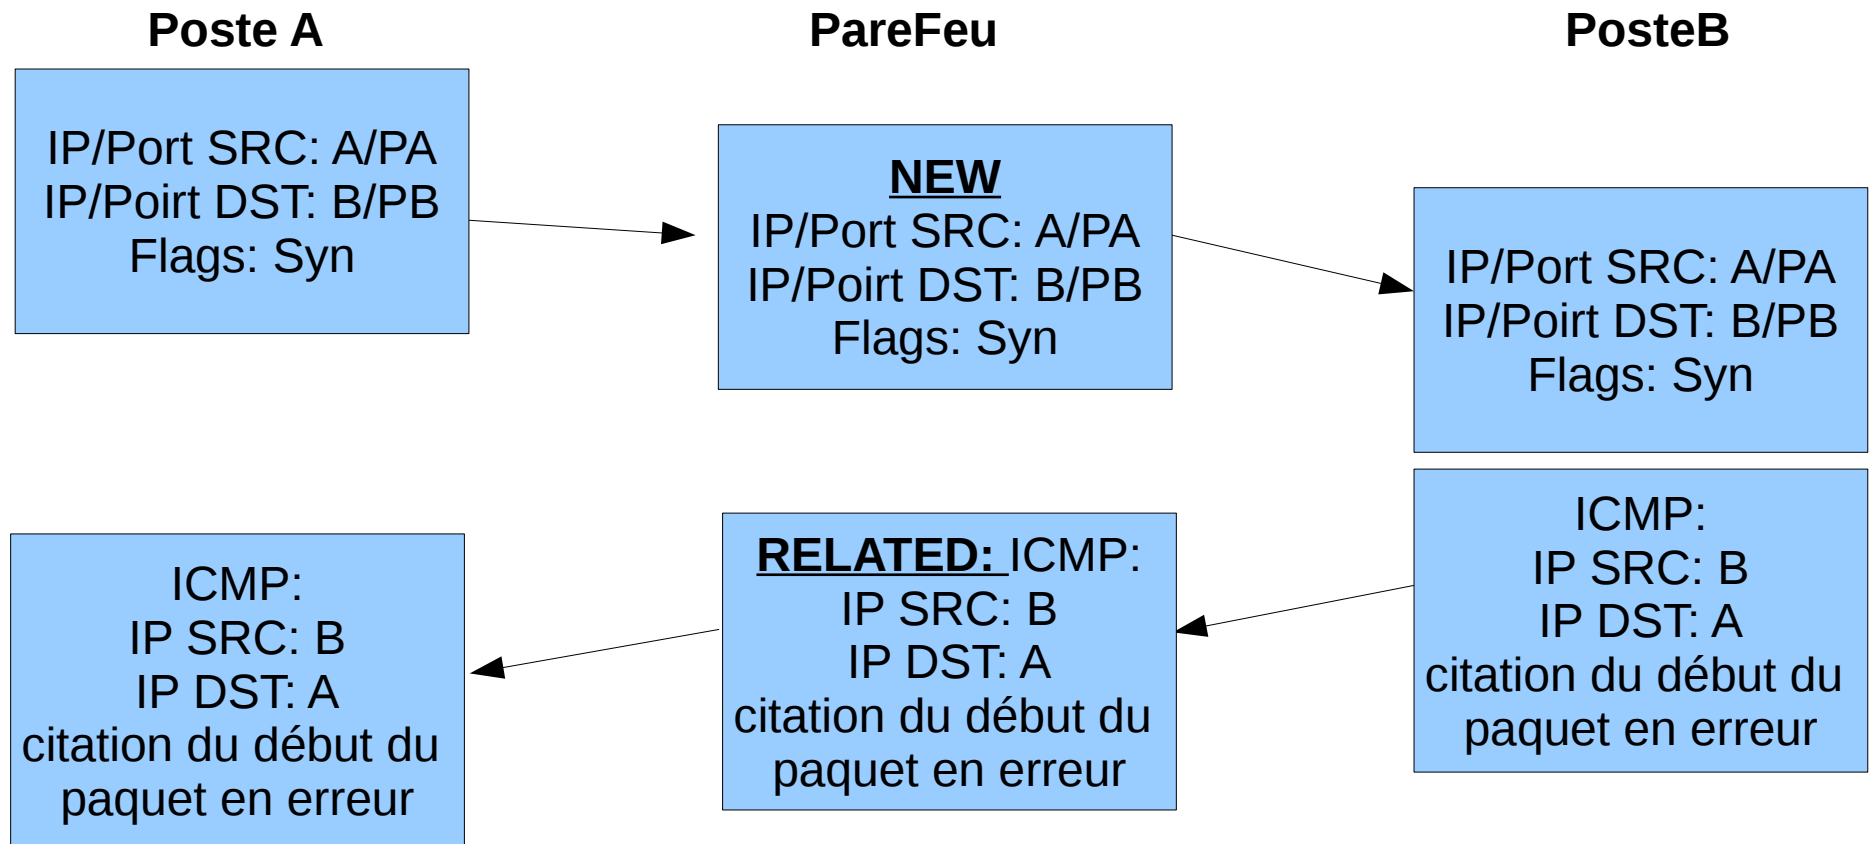 Poste A
PareFeu
PosteB
IP/Port SRC: A/PA
IP/Poirt DST: B/PB
Flags: Syn
NEW
IP/Port SRC: A/PA
IP/Poirt DST: B/PB
Flags: Syn
IP/Port SRC: A/PA
IP/Poirt DST: B/PB
Flags: Syn
ICMP:
IP SRC: B
IP DST: A
citation du début du
paquet en erreur
RELATED: ICMP:
IP SRC: B
IP DST: A
citation du début du
paquet en erreur
ICMP:
IP SRC: B
IP DST: A
citation du début du
paquet en erreur